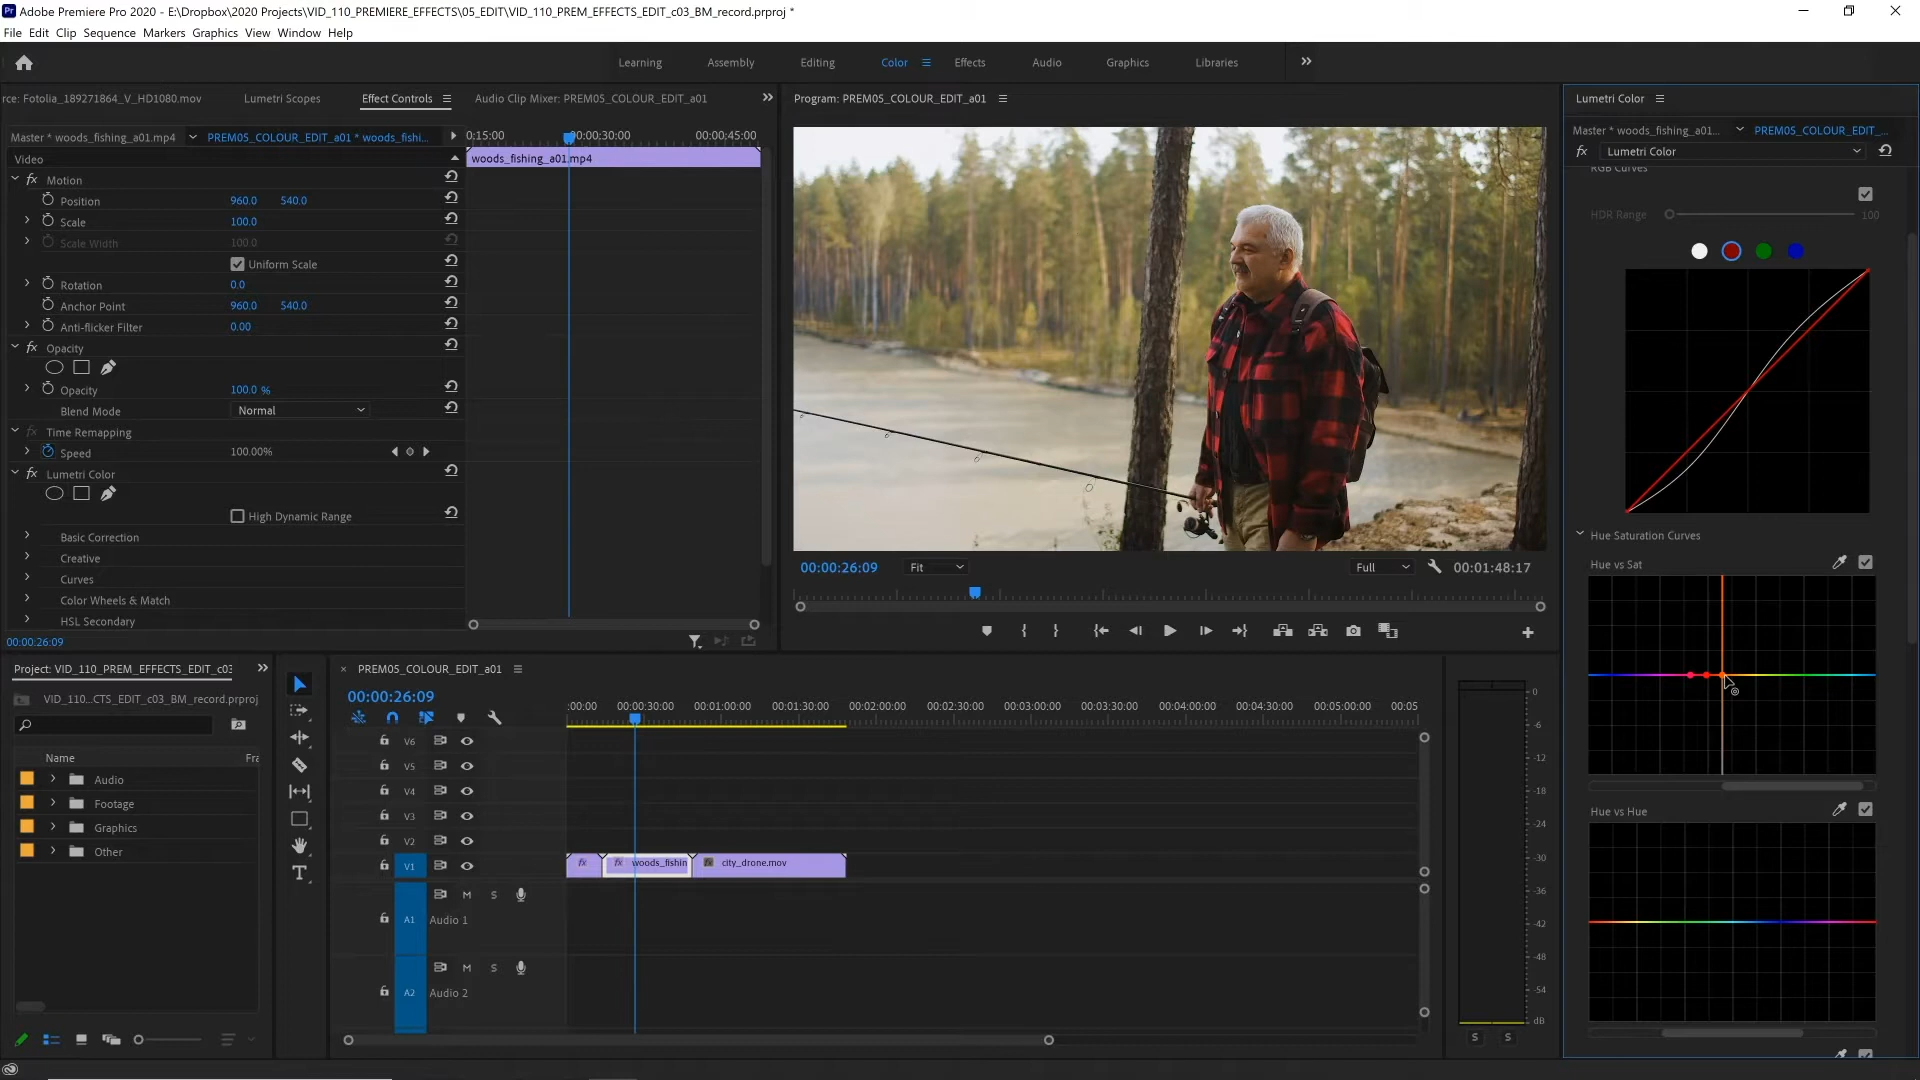 Adobe Premiere Pro 2020 - E:\Dropbox\2020 Projects\VID_110_PREMIERE_EFFECTS\05_EDIT\VID_110_PREM_EFFECTS_EDIT_c03_BM_record.prproj *
File Edit Clip Sequence Markers Graphics View Window Help
Learning Assembly Editing Color Effects Audio Graphics Libraries
rce: Fotolia_189271864_V_HD1080.mov Lumetri Scopes Effect Controls Audio Clip Mixer: PREM05_COLOUR_EDIT_a01
Master * woods_fishing_a01.mp4 PREM05_COLOUR_EDIT_a01 * woods_fishi...
0:15:00 00:00:30:00 00:00:45:00
Video
woods_fishing_a01.mp4
fx Motion
Position 960.0 540.0
Scale 100.0
Scale Width 100.0
Uniform Scale
Rotation 0.0
Anchor Point 960.0 540.0
Anti-flicker Filter 0.00
fx Opacity
Opacity 100.0 %
Blend Mode Normal
fx Time Remapping
Speed 100.00%
fx Lumetri Color
High Dynamic Range
Basic Correction
Creative
Curves
Color Wheels & Match
HSL Secondary
00:00:26:09
Program: PREM05_COLOUR_EDIT_a01
00:00:26:09 Fit Full 00:01:48:17
Lumetri Color
Master * woods_fishing_a01... PREM05_COLOUR_EDIT_...
fx Lumetri Color
RGB Curves
HDR Range 100
Hue Saturation Curves
Hue vs Sat
Hue vs Hue
Project: VID_110_PREM_EFFECTS_EDIT_c03
VID_110...CTS_EDIT_c03_BM_record.prproj
Name Fra
Audio
Footage
Graphics
Other
PREM05_COLOUR_EDIT_a01
00:00:26:09
:00:00 00:00:30:00 00:01:00:00 00:01:30:00 00:02:00:00 00:02:30:00 00:03:00:00 00:03:30:00 00:04:00:00 00:04:30:00 00:05:00:00 00:05
V6
V5
V4
V3
V2
V1
fx fx woods_fishin fx city_drone.mov
M S
A1 Audio 1
M S
A2 Audio 2
0
-6
-12
-18
-24
-30
-36
-42
-48
-54
dB
S S